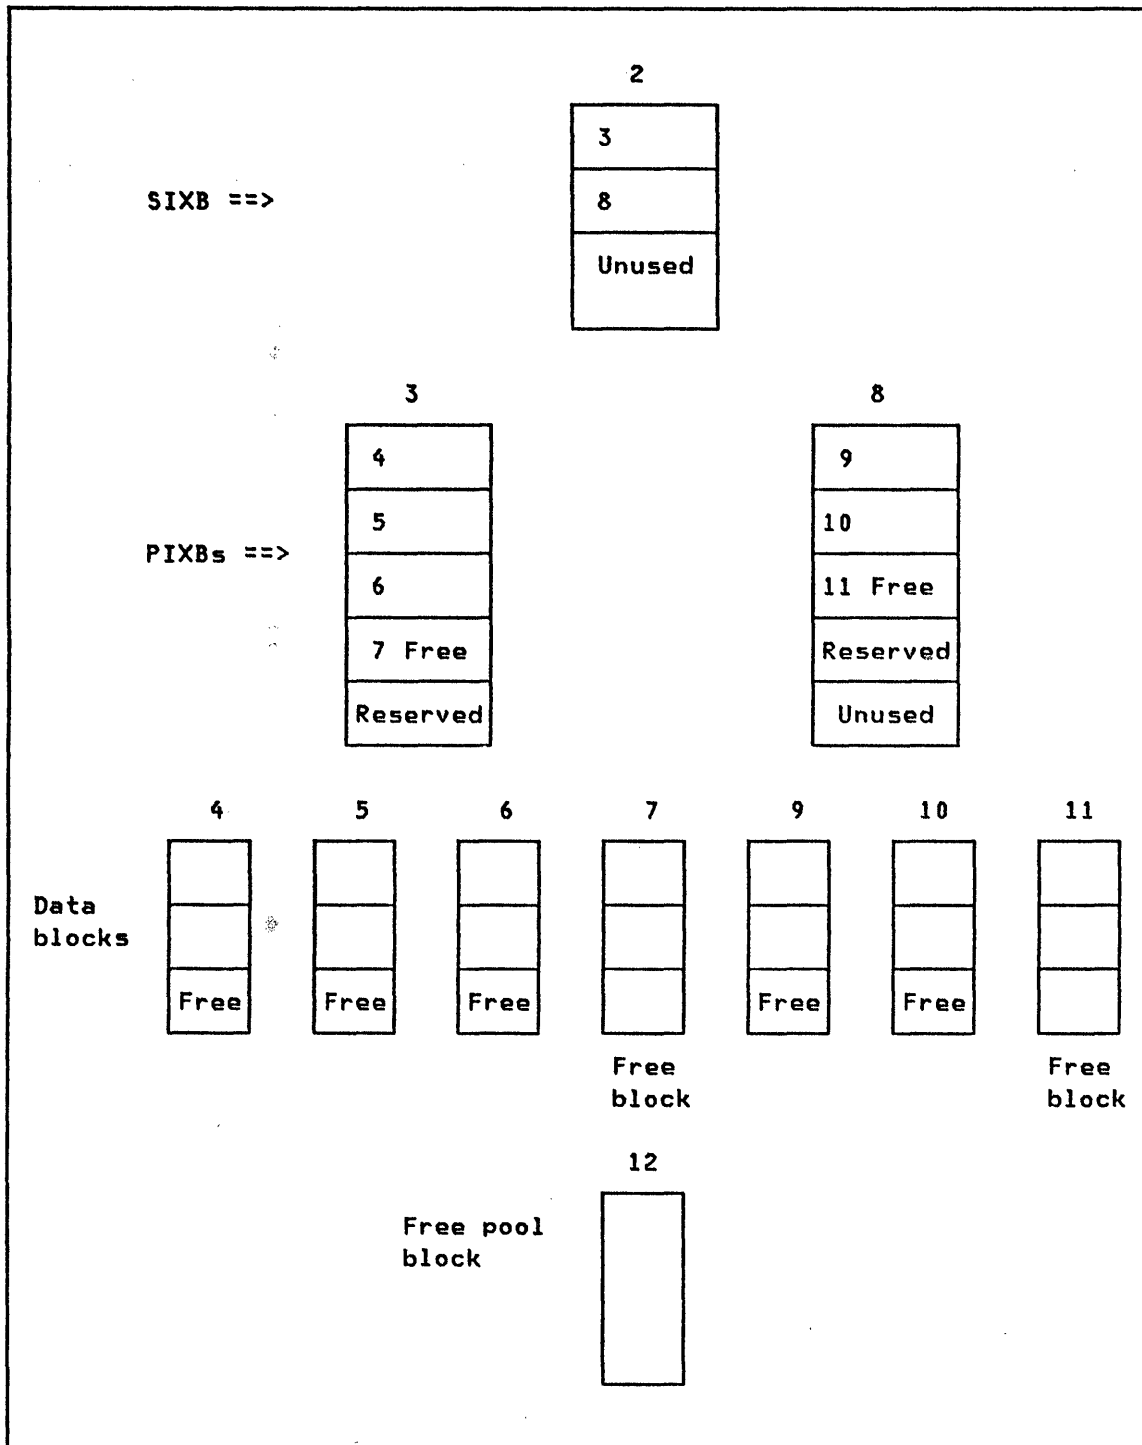 2
3
SIXB ==>
8
Unused
3
8
4
9
5
10
PIXBs ==>
6
11 Free
7 Free
Reserved
Reserved
Unused
4 5 6 7 9 10 11
Data
blocks
Free Free Free Free Free
Free
block
Free
block
12
Free pool
block